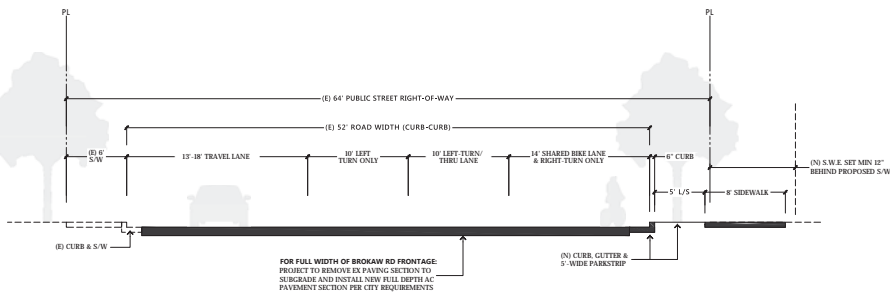 PL
PL
(E) 64' PUBLIC STREET RIGHT-OF-WAY
(E) 52' ROAD WIDTH (CURB-CURB)
(E) 6'
S/W
13'-18' TRAVEL LANE
10' LEFT
TURN ONLY
10' LEFT-TURN/
THRU LANE
14' SHARED BIKE LANE
& RIGHT-TURN ONLY
6" CURB
(N) S.W.E. SET MIN 12"
BEHIND PROPOSED S/W
5' L/S
8' SIDEWALK
(E) CURB & S/W
FOR FULL WIDTH OF BROKAW RD FRONTAGE:
PROJECT TO REMOVE EX PAVING SECTION TO
SUBGRADE AND INSTALL NEW FULL DEPTH AC
PAVEMENT SECTION PER CITY REQUIREMENTS
(N) CURB, GUTTER &
5'-WIDE PARKSTRIP